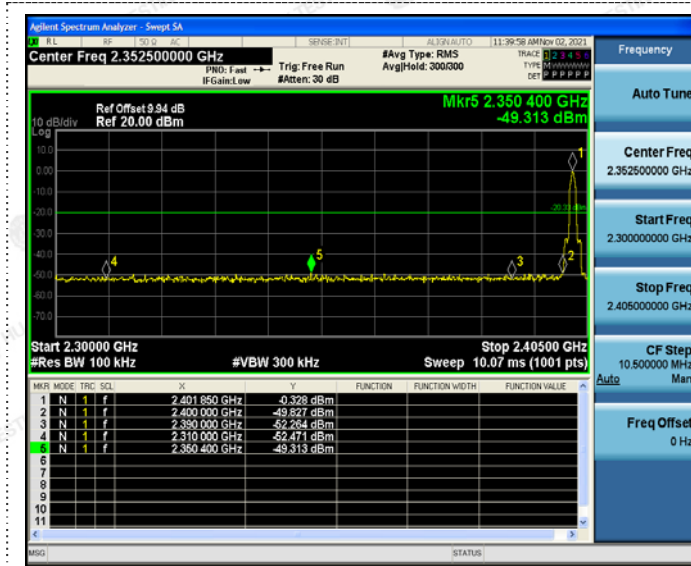 Agilent Spectrum Analyzer - Swept SA
RL RF 50 Ω AC SENSE:INT ALIGN AUTO 11:39:58 AM Nov 02, 2021
Center Freq 2.352500000 GHz #Avg Type: RMS TRACE 1 2 3 4 5 6
PNO: Fast Trig: Free Run Avg|Hold: 300/300 TYPE M WWWWW
IFGain:Low #Atten: 30 dB DET P P P P P P
Ref Offset 9.94 dB Mkr5 2.350 400 GHz
10 dB/div Ref 20.00 dBm -49.313 dBm
Log
10.0
0.00
-10.0
-20.0
-30.0
-40.0
-50.0
-60.0
-70.0
1
4
5
3
2
Start 2.30000 GHz Stop 2.40500 GHz
#Res BW 100 kHz #VBW 300 kHz Sweep 10.07 ms (1001 pts)
MKR MODE TRC SCL X Y FUNCTION FUNCTION WIDTH FUNCTION VALUE
1 N 1 f 2.401 850 GHz -0.328 dBm
2 N 1 f 2.400 000 GHz -49.827 dBm
3 N 1 f 2.390 000 GHz -52.264 dBm
4 N 1 f 2.310 000 GHz -52.471 dBm
5 N 1 f 2.350 400 GHz -49.313 dBm
6
7
8
9
10
11
MSG STATUS
Frequency
Auto Tune
Center Freq
2.352500000 GHz
Start Freq
2.300000000 GHz
Stop Freq
2.405000000 GHz
CF Step
10.500000 MHz
Auto Man
Freq Offset
0 Hz